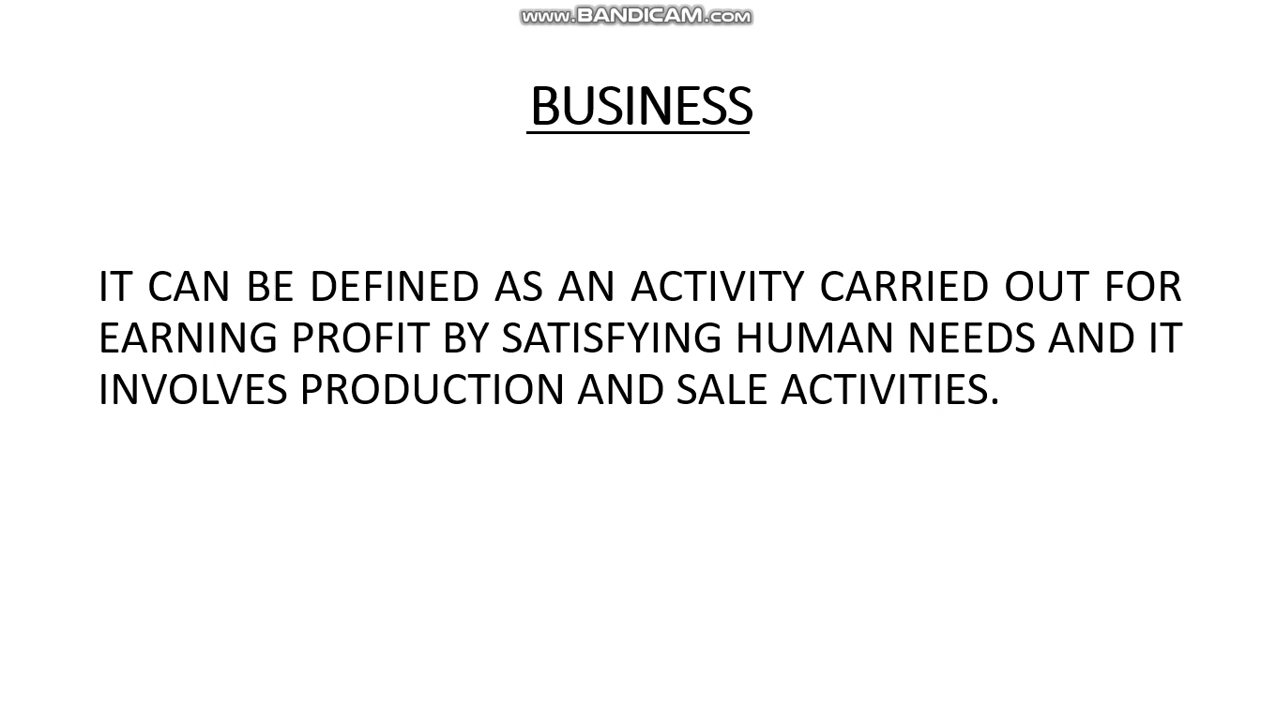 www.BANDICAM.com
BUSINESS
IT CAN BE DEFINED AS AN ACTIVITY CARRIED OUT FOR
EARNING PROFIT BY SATISFYING HUMAN NEEDS AND IT
INVOLVES PRODUCTION AND SALE ACTIVITIES.